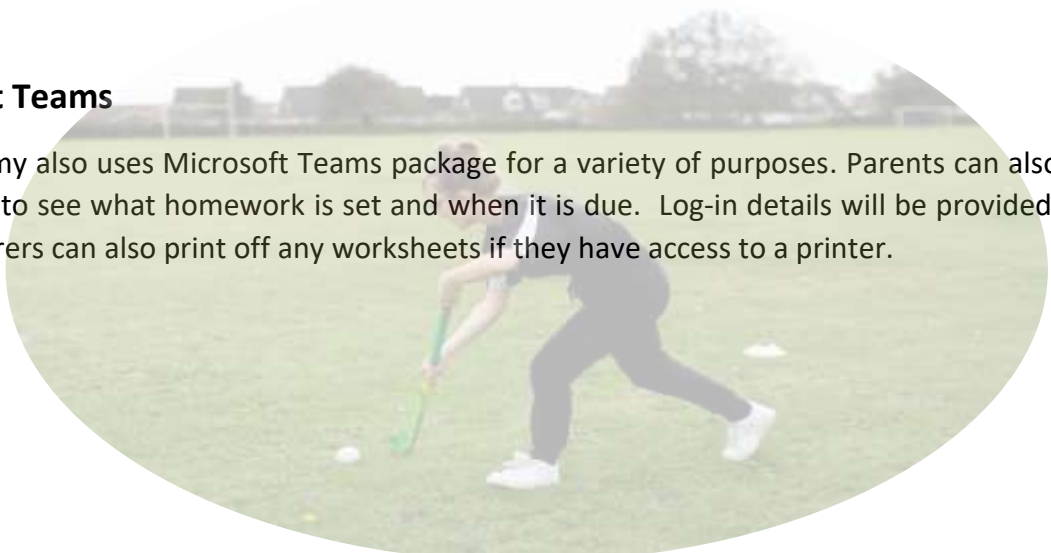 t Teams
my also uses Microsoft Teams package for a variety of purposes. Parents can also
to see what homework is set and when it is due. Log-in details will be provided
rers can also print off any worksheets if they have access to a printer.